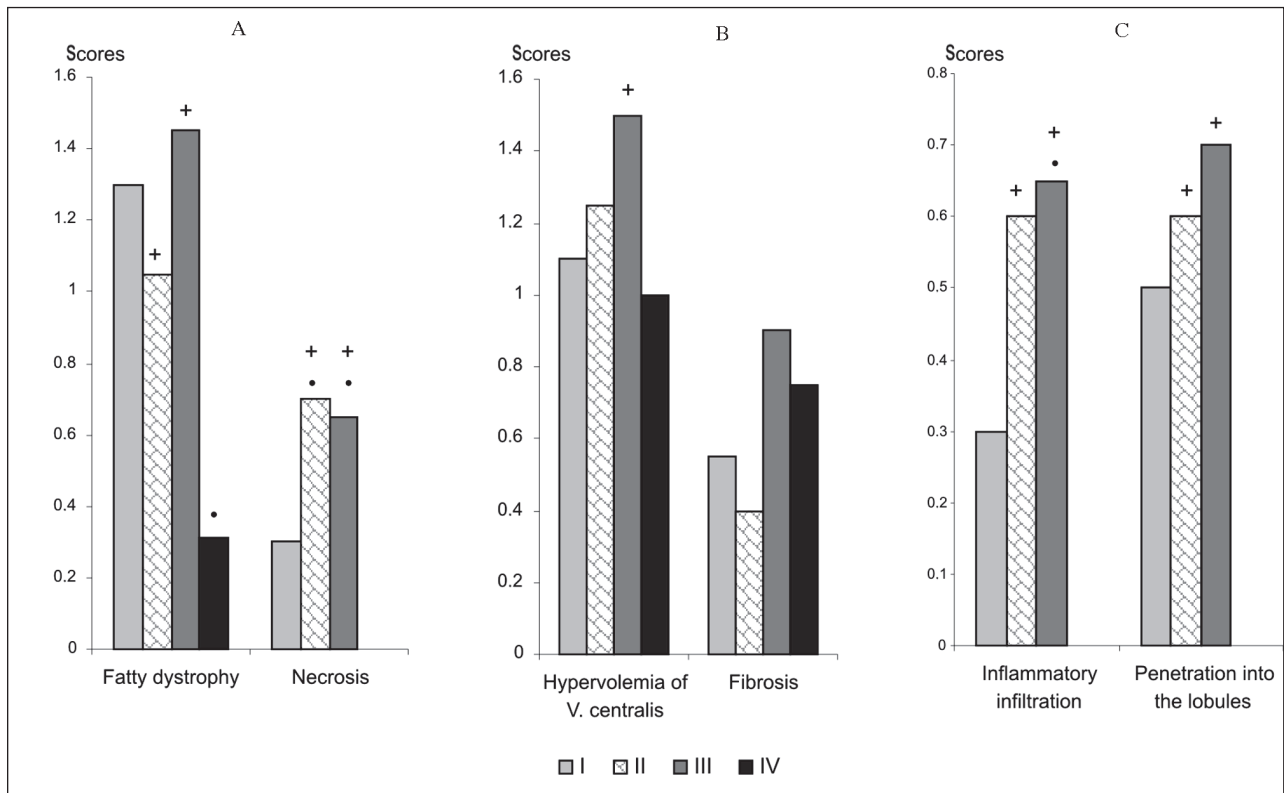 A
Scores
1.6
1.4
1.2
1
0.8
0.6
0.4
0.2
0
+
+
+
+
Fatty dystrophy
Necrosis
B
Scores
1.6
1.4
1.2
1
0.8
0.6
0.4
0.2
0
+
Hypervolemia of
V. centralis
Fibrosis
C
Scores
0.8
0.7
0.6
0.5
0.4
0.3
0.2
0.1
0
+
+
+
+
Inflammatory
infiltration
Penetration into
the lobules
I II III IV